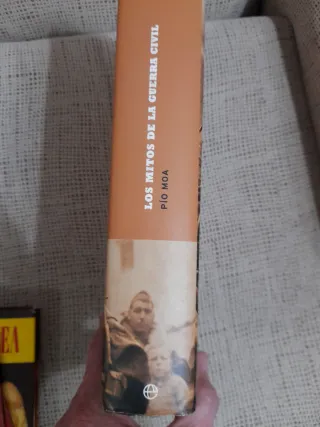 LOS MITOS DE LA GUERRA CIVIL
PÍO MOA